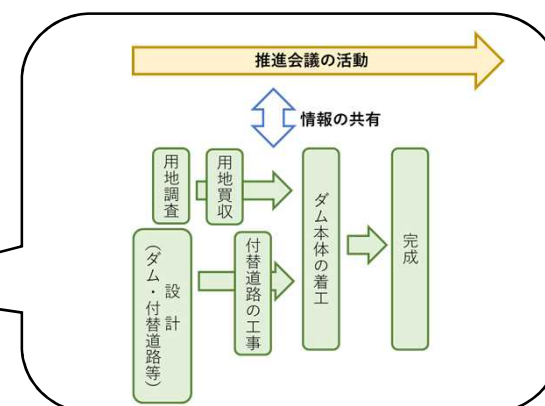 推進会議の活動
情報の共有
用地調査
用地買収
設計
（ダム・付替道路等）
付替道路の工事
ダム本体の着工
完成